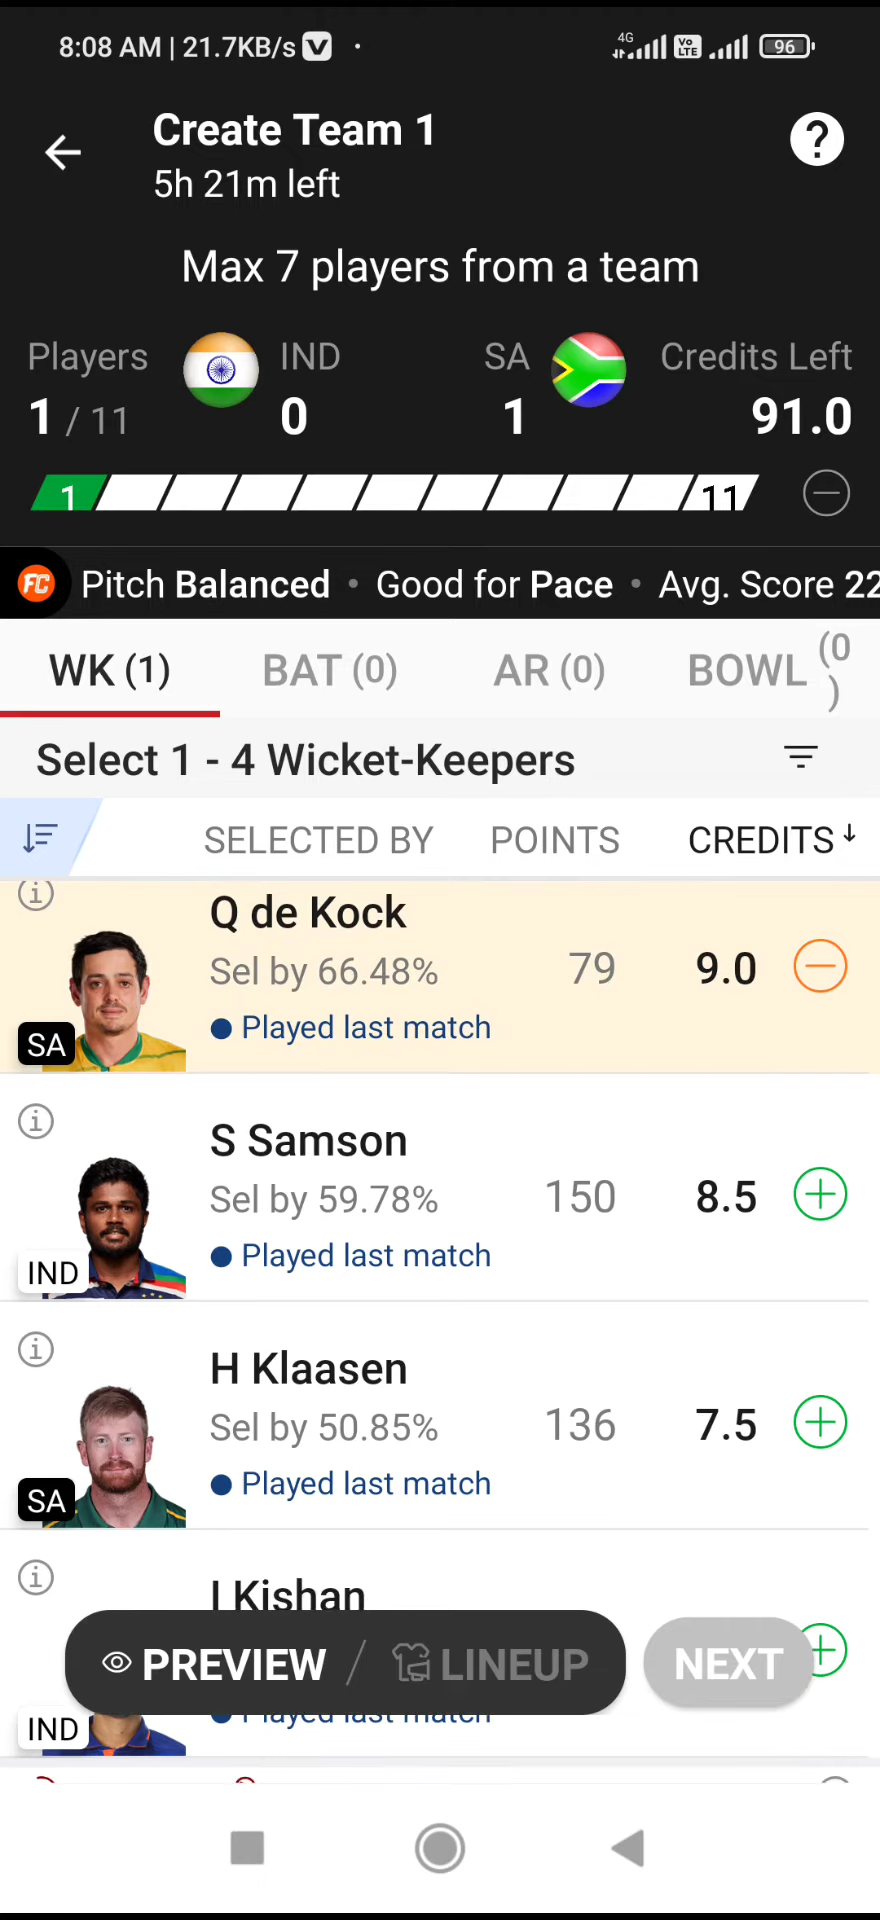 8:08 AM | 21.7KB/s V
4G Vo LTE 96
Create Team 1
5h 21m left
?
Max 7 players from a team
Players IND SA Credits Left
1 / 11 0 1 91.0
1 11
FC Pitch Balanced • Good for Pace • Avg. Score 22
WK (1) BAT (0) AR (0) BOWL (0)
Select 1 - 4 Wicket-Keepers
SELECTED BY POINTS CREDITS ↓
i
Q de Kock
Sel by 66.48% 79 9.0
SA
Played last match
i
S Samson
Sel by 59.78% 150 8.5
IND
Played last match
i
H Klaasen
Sel by 50.85% 136 7.5
SA
Played last match
i
I Kishan
PREVIEW / LINEUP NEXT
IND
Played last match